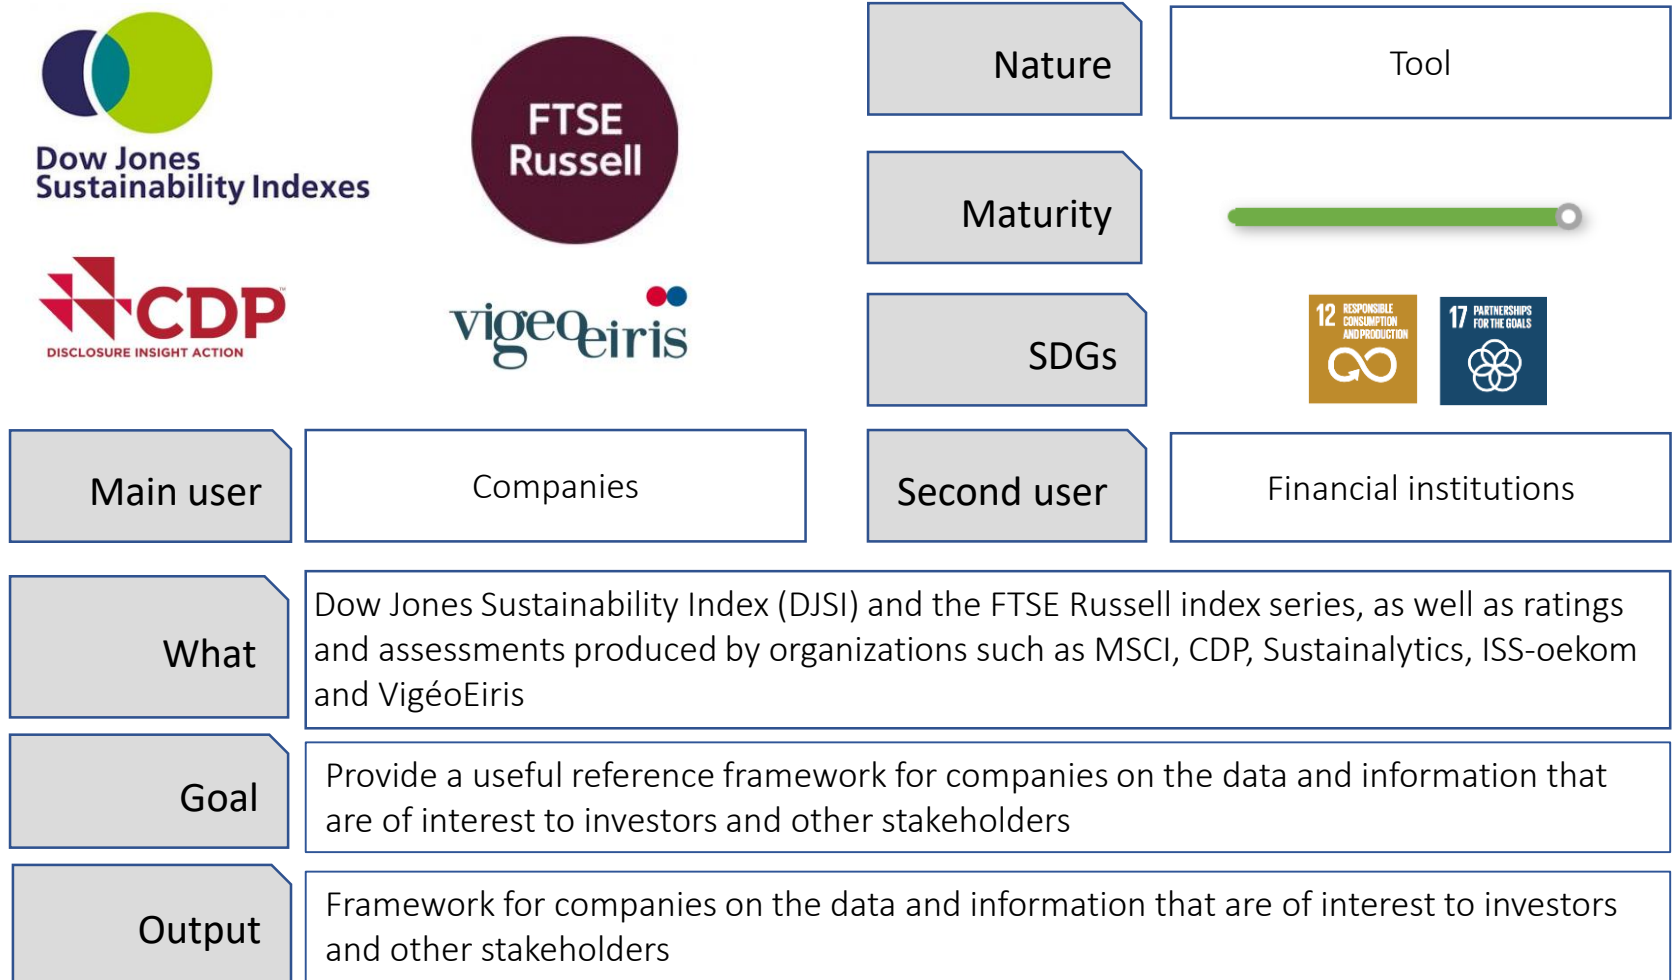 Dow Jones
Sustainability Indexes
FTSE
Russell
CDP
DISCLOSURE INSIGHT ACTION
vigeoeiris
Nature
Tool
Maturity
SDGs
12 RESPONSIBLE
CONSUMPTION
AND PRODUCTION
17 PARTNERSHIPS
FOR THE GOALS
Main user
Companies
Second user
Financial institutions
What
Dow Jones Sustainability Index (DJSI) and the FTSE Russell index series, as well as ratings
and assessments produced by organizations such as MSCI, CDP, Sustainalytics, ISS-oekom
and VigéoEiris
Goal
Provide a useful reference framework for companies on the data and information that
are of interest to investors and other stakeholders
Output
Framework for companies on the data and information that are of interest to investors
and other stakeholders